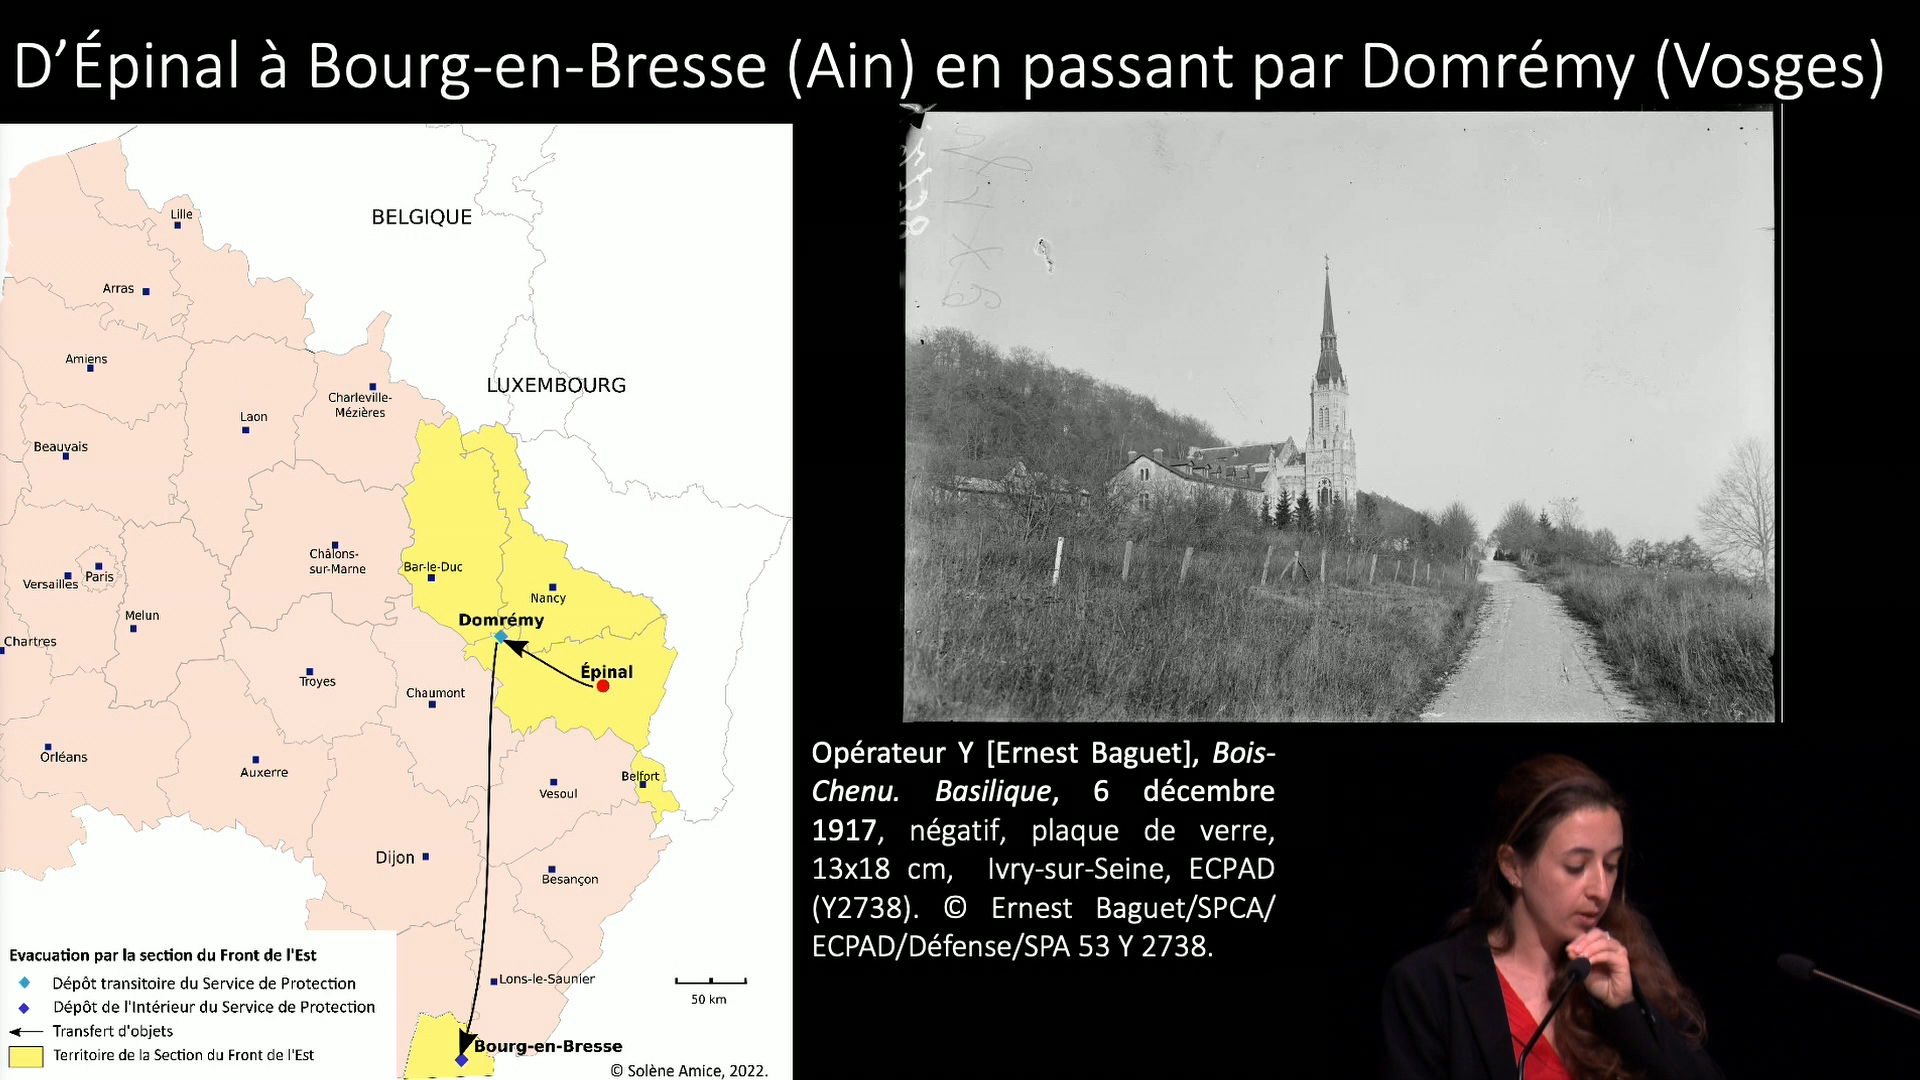 D’Épinal à Bourg-en-Bresse (Ain) en passant par Domrémy (Vosges)
BELGIQUE
Lille
Arras
Amiens
LUXEMBOURG
Charleville-
Mézières
Laon
Beauvais
Châlons-
sur-Marne
Bar-le-Duc
Versailles
Paris
Nancy
Melun
Domrémy
Chartres
Épinal
Troyes
Chaumont
Orléans
Auxerre
Belfort
Vesoul
Dijon
Besançon
Evacuation par la section du Front de l'Est
Dépôt transitoire du Service de Protection
Dépôt de l'Intérieur du Service de Protection
Transfert d'objets
Territoire de la Section du Front de l'Est
Lons-le-Saunier
50 km
Bourg-en-Bresse
© Solène Amice, 2022.
Opérateur Y [Ernest Baguet], Bois-
Chenu. Basilique, 6 décembre
1917, négatif, plaque de verre,
13x18 cm, Ivry-sur-Seine, ECPAD
(Y2738). © Ernest Baguet/SPCA/
ECPAD/Défense/SPA 53 Y 2738.